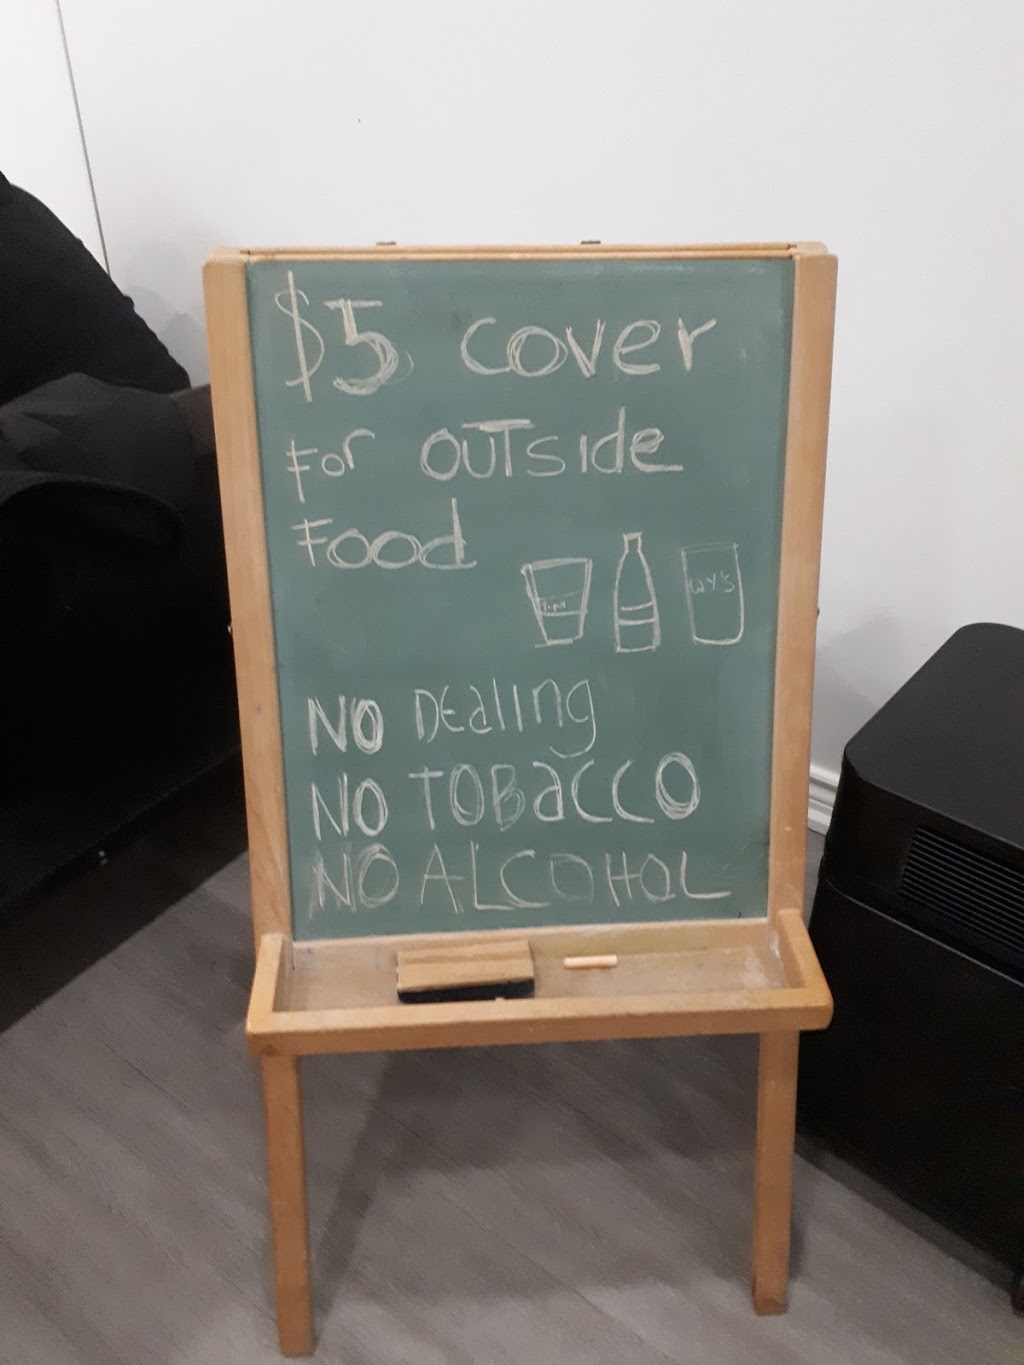 $5 cover
For OUTside
Food
NO Dealing
NO TOBacco
NO ALCOHOL